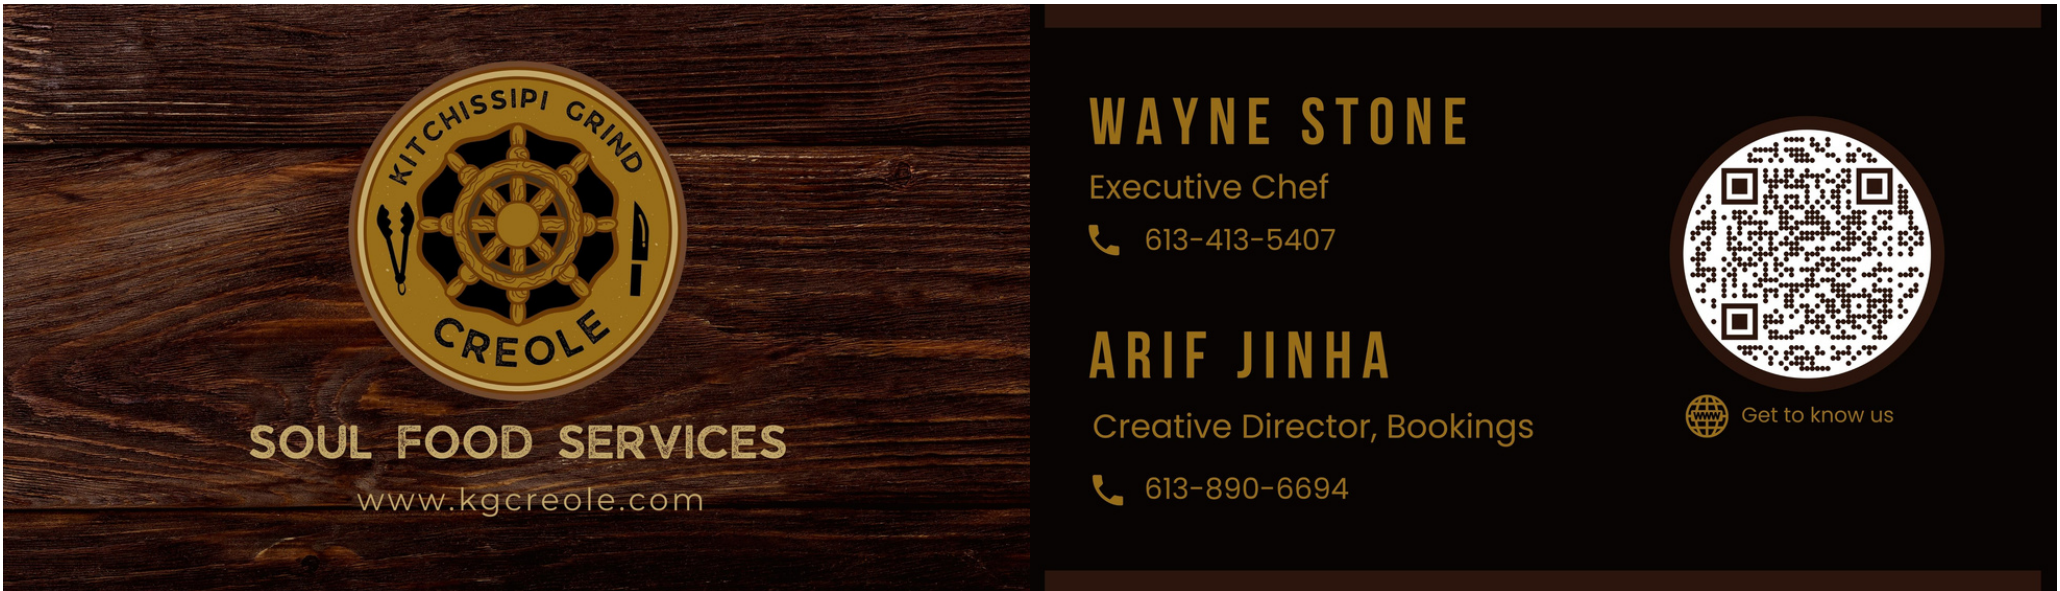 KITCHISSIPI GRIND
CREOLE
SOUL FOOD SERVICES
www.kgcreole.com
WAYNE STONE
Executive Chef
613-413-5407
ARIF JINHA
Creative Director, Bookings
613-890-6694
www
Get to know us